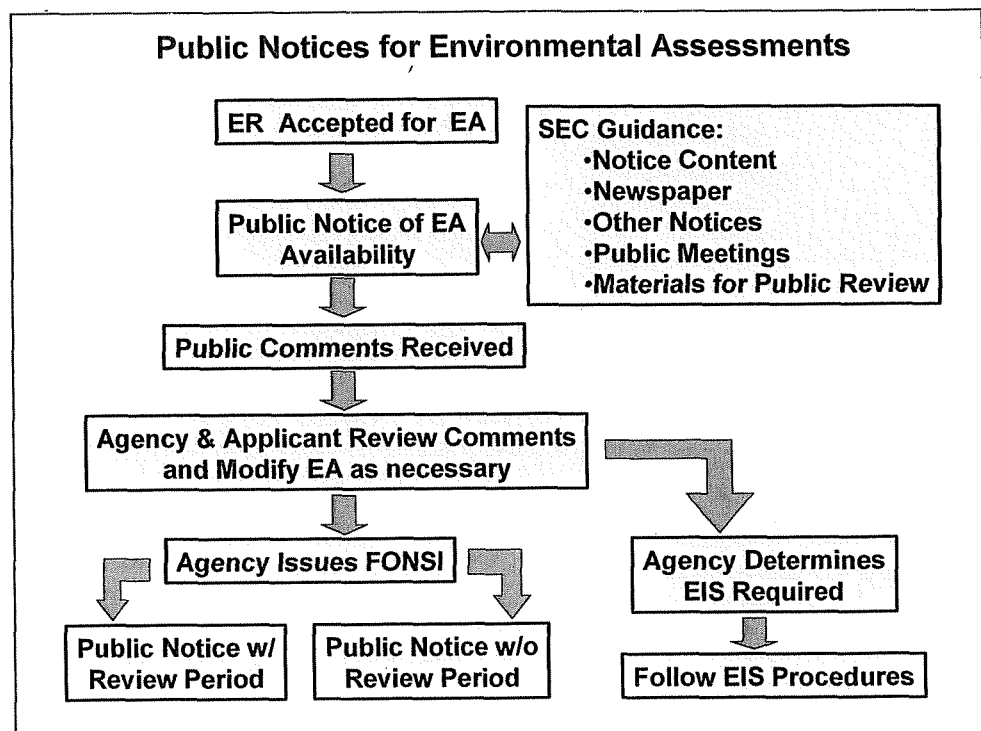 Public Notices for Environmental Assessments
ER Accepted for EA
Public Notice of EA
Availability
SEC Guidance:
•Notice Content
•Newspaper
•Other Notices
•Public Meetings
•Materials for Public Review
Public Comments Received
Agency & Applicant Review Comments
and Modify EA as necessary
Agency Issues FONSI
Agency Determines
EIS Required
Public Notice w/
Review Period
Public Notice w/o
Review Period
Follow EIS Procedures